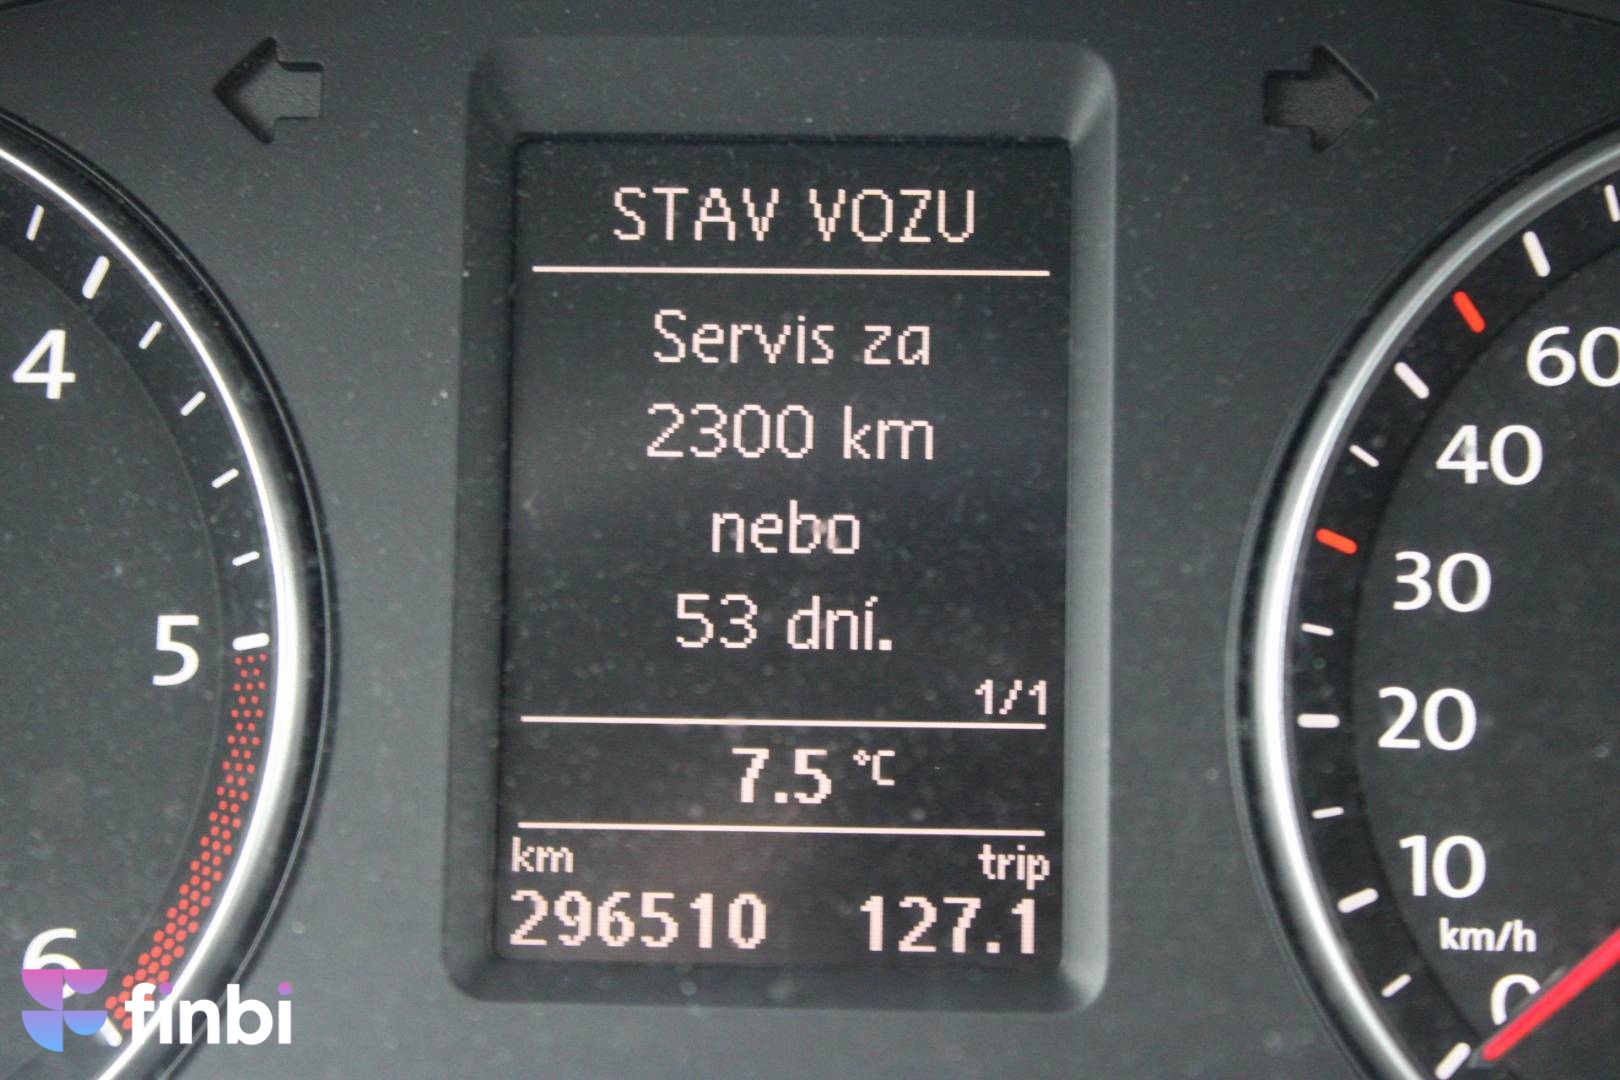 STAV VOZU
Servis za
2300 km
nebo
53 dní.
1/1
7.5 °C
km trip
296510 127.1
4
5
6
60
40
30
20
10
km/h
0
finbi